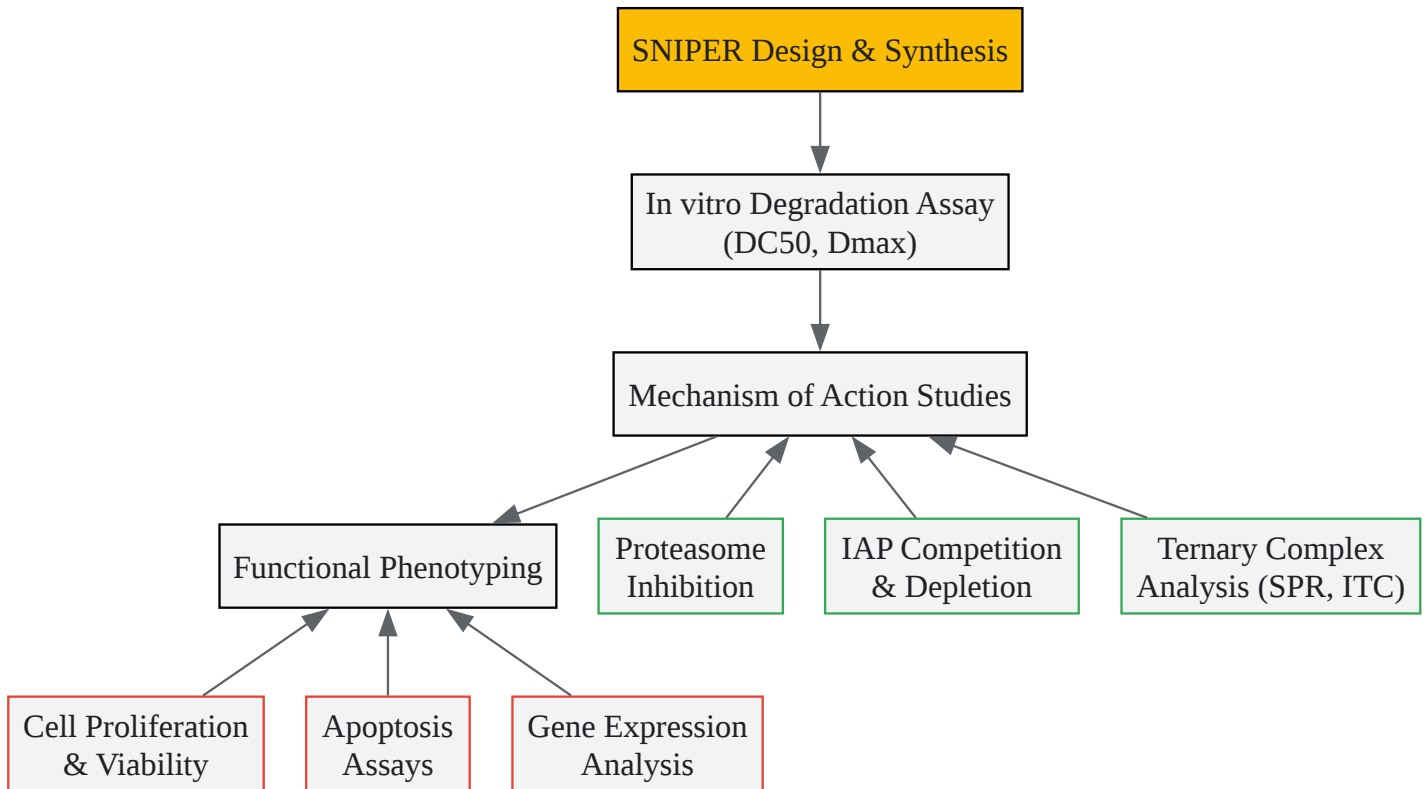 SNIPER Design & Synthesis
In vitro Degradation Assay
(DC50, Dmax)
Mechanism of Action Studies
Functional Phenotyping
Proteasome
Inhibition
IAP Competition
& Depletion
Ternary Complex
Analysis (SPR, ITC)
Cell Proliferation
& Viability
Apoptosis
Assays
Gene Expression
Analysis